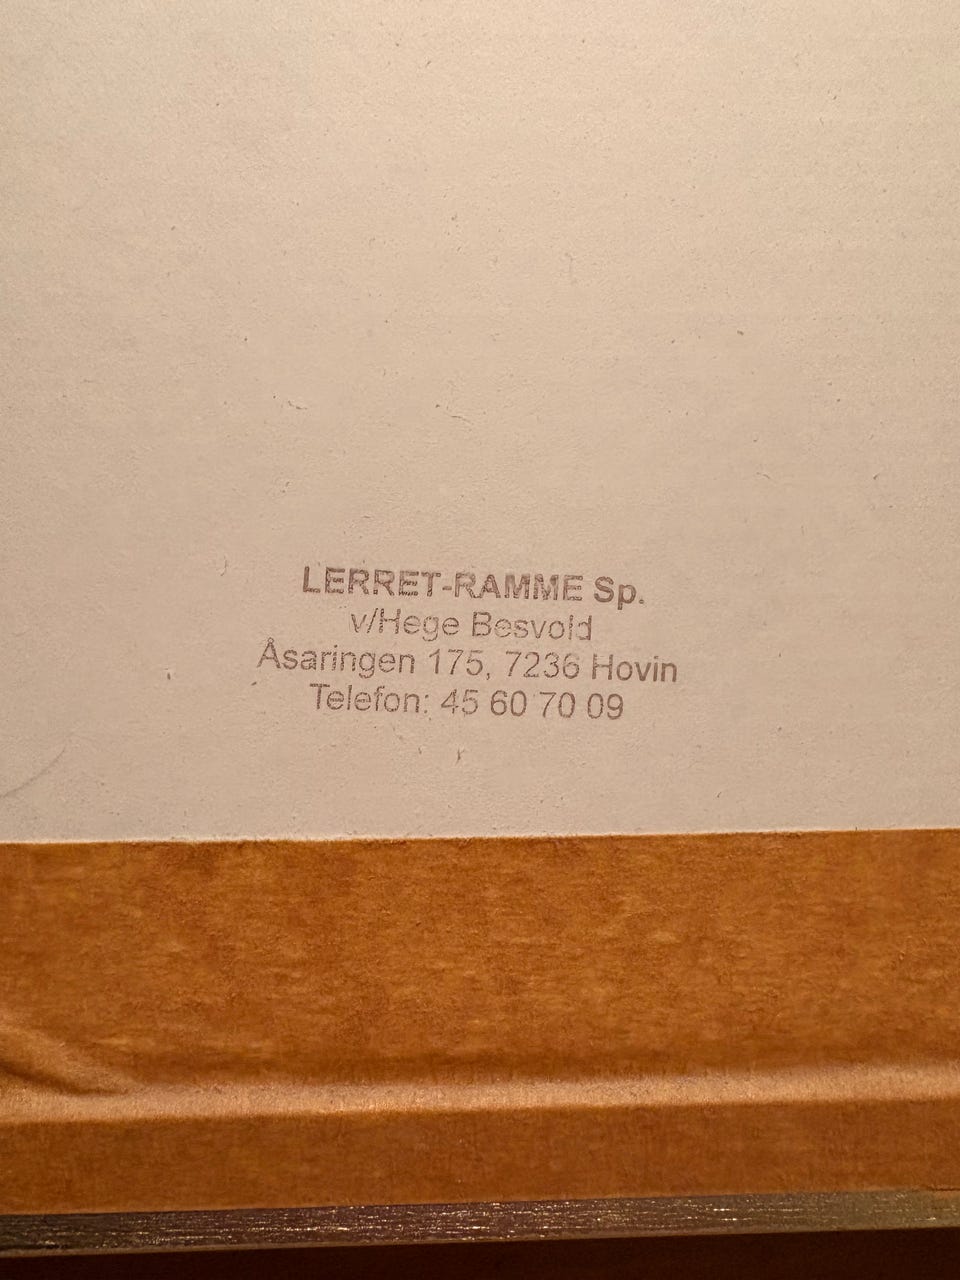 LERRET-RAMME Sp.
v/Hege Besvold
Åsaringen 175, 7236 Hovin
Telefon: 45 60 70 09